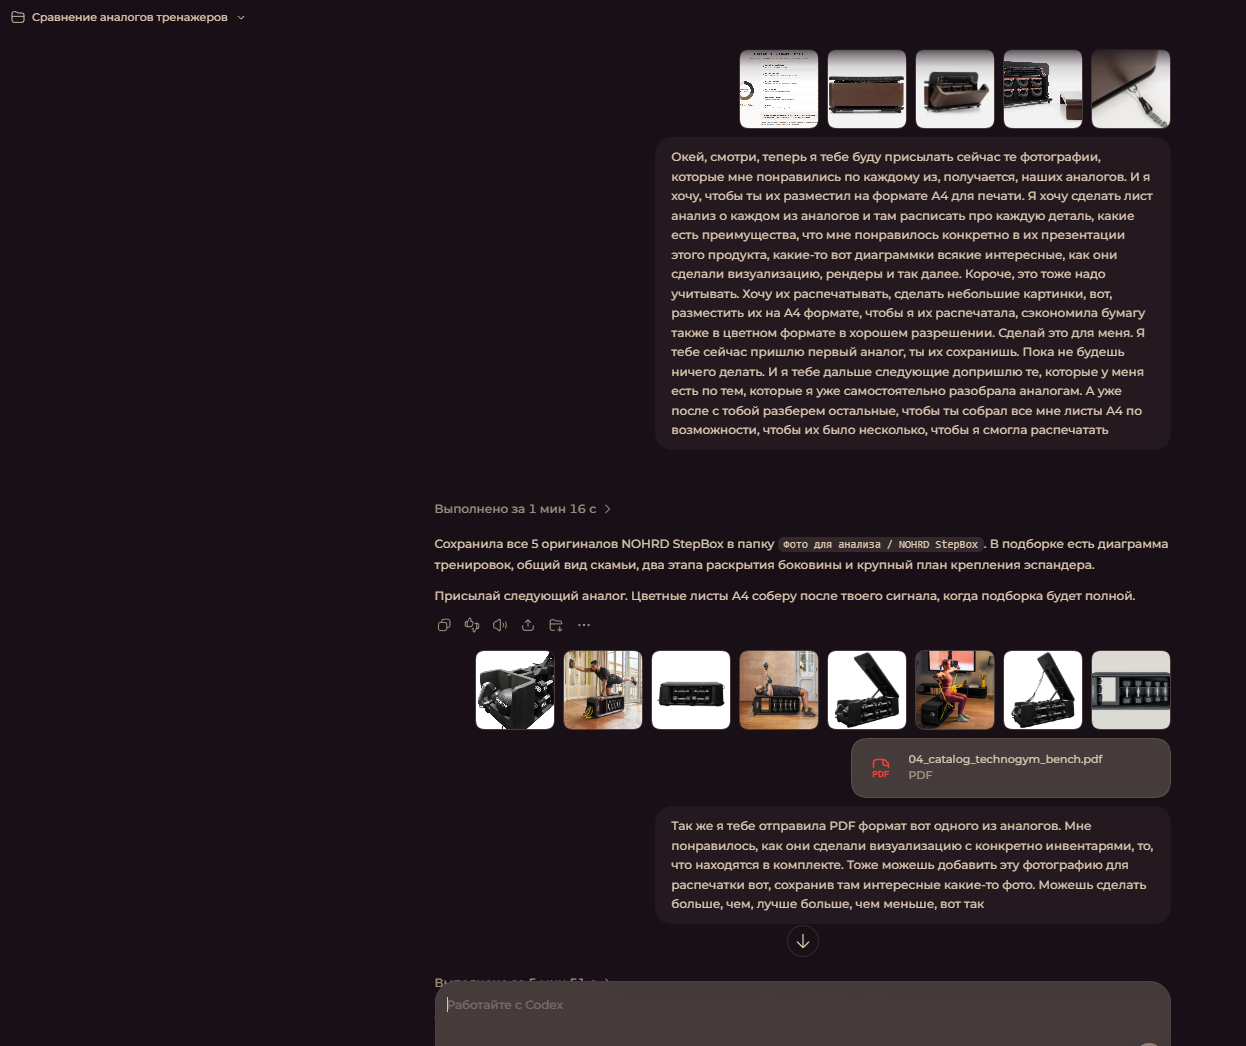 Сравнение аналогов тренажеров
Окей, смотри, теперь я тебе буду присылать сейчас те фотографии,
которые мне понравились по каждому из, получается, наших аналогов. И я
хочу, чтобы ты их разместил на формате А4 для печати. Я хочу сделать лист
анализ о каждом из аналогов и там расписать про каждую деталь, какие
есть преимущества, что мне понравилось конкретно в их презентации
этого продукта, какие-то вот диаграммки всякие интересные, как они
сделали визуализацию, рендеры и так далее. Короче, это тоже надо
учитывать. Хочу их распечатывать, сделать небольшие картинки, вот,
разместить их на А4 формате, чтобы я их распечатала, сэкономила бумагу
также в цветном формате в хорошем разрешении. Сделай это для меня. Я
тебе сейчас пришлю первый аналог, ты их сохранишь. Пока не будешь
ничего делать. И я тебе дальше следующие допришлю те, которые у меня
есть по тем, которые я уже самостоятельно разобрала аналогам. А уже
после с тобой разберем остальные, чтобы ты собрал все мне листы А4 по
возможности, чтобы их было несколько, чтобы я смогла распечатать
Выполнено за 1 мин 16 с
Сохранила все 5 оригиналов NOHRD StepBox в папку Фото для анализа / NOHRD StepBox. В подборке есть диаграмма
тренировок, общий вид скамьи, два этапа раскрытия боковины и крупный план крепления эспандера.
Присылай следующий аналог. Цветные листы А4 соберу после твоего сигнала, когда подборка будет полной.
04_catalog_technogym_bench.pdf
PDF
PDF
Так же я тебе отправила PDF формат вот одного из аналогов. Мне
понравилось, как они сделали визуализацию с конкретно инвентарями, то,
что находятся в комплекте. Тоже можешь добавить эту фотографию для
распечатки вот, сохранив там интересные какие-то фото. Можешь сделать
больше, чем, лучше больше, чем меньше, вот так
Работайте с Codex